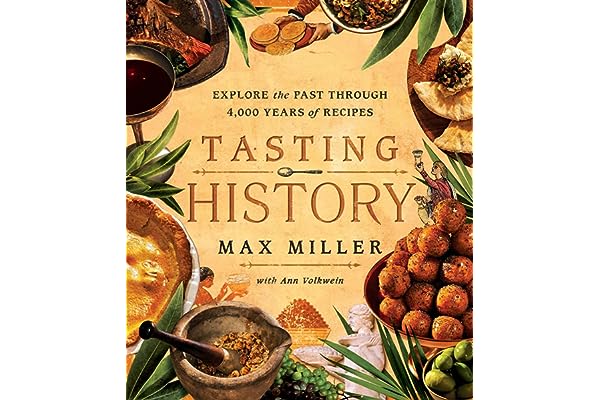 EXPLORE the PAST THROUGH
4,000 YEARS of RECIPES
TASTING
HISTORY
MAX MILLER
with Ann Volkwein